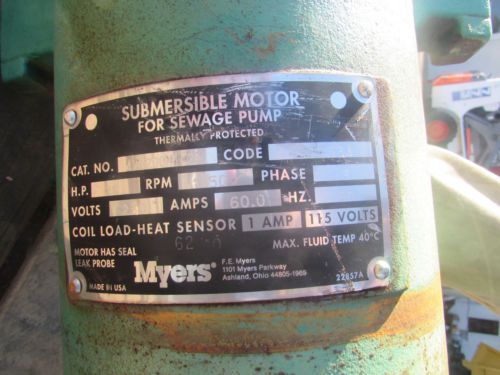 SUBMERSIBLE MOTOR
FOR SEWAGE PUMP
THERMALLY PROTECTED
CAT. NO. CODE
H.P. RPM PHASE
VOLTS AMPS 60.0 HZ.
COIL LOAD-HEAT SENSOR 1 AMP 115 VOLTS
MOTOR HAS SEAL
LEAK PROBE
MAX. FLUID TEMP 40°C
Myers®
F.E. Myers
1101 Myers Parkway
Ashland, Ohio 44805-1969
MADE IN USA
22857A